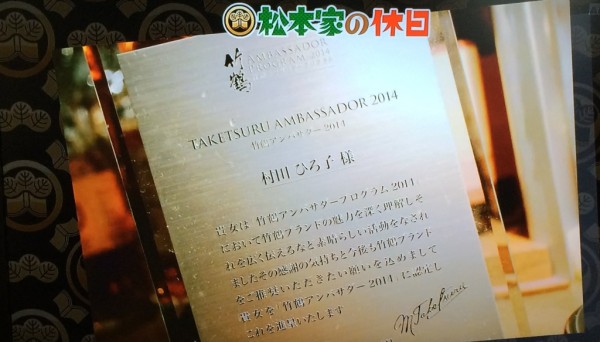 松本家の休日
竹鶴
AMBASSADOR
PROGRAM 2014
TAKETSURU AMBASSADOR 2014
竹鶴アンバサダー2014
村田ひろ子 様
貴女は「竹鶴アンバサダープログラム2014」
において竹鶴ブランドの魅力を深く理解しそ
れを広く伝えるなど素晴らしい活動をなされ
ましたその感謝の気持ちと今後も竹鶴ブランド
をご推奨いただきたい願いを込めまして
貴女を「竹鶴アンバサダー2014」に認定し
これを進呈いたします